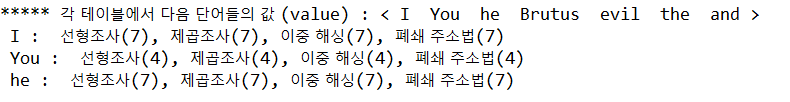 ***** 각 테이블에서 다음 단어들의 값(value) : < I  You  he  Brutus  evil  the  and >
I :  선형조사(7), 제곱조사(7), 이중 해싱(7), 폐쇄 주소법(7)
You :  선형조사(4), 제곱조사(4), 이중 해싱(4), 폐쇄 주소법(4)
he :  선형조사(7), 제곱조사(7), 이중 해싱(7), 폐쇄 주소법(7)